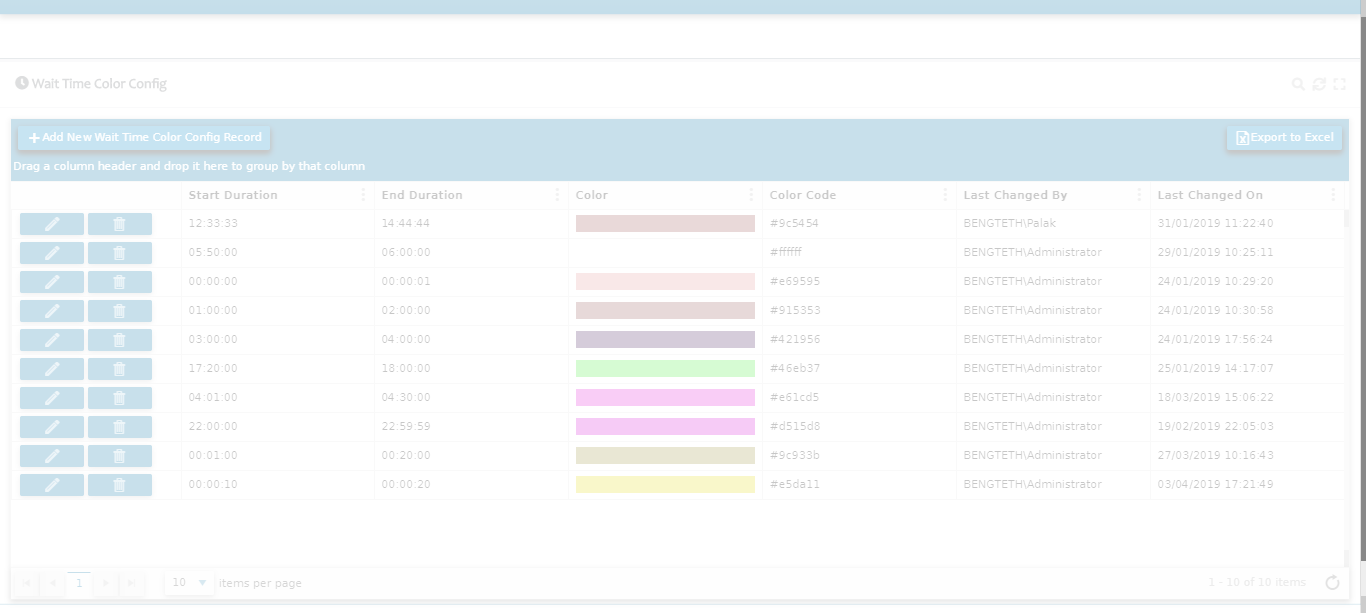 Wait Time Color Config
Add New Wait Time Color Config Record Export to Excel
Drag a column header and drop it here to group by that column
Start Duration End Duration Color Color Code Last Changed By Last Changed On
12:33:33 14:44:44 #9c5454 BENGTETH\Palak 31/01/2019 11:22:40
05:50:00 06:00:00 #ffffff BENGTETH\Administrator 29/01/2019 10:25:11
00:00:00 00:00:01 #e69595 BENGTETH\Administrator 24/01/2019 10:29:20
01:00:00 02:00:00 #915353 BENGTETH\Administrator 24/01/2019 10:30:58
03:00:00 04:00:00 #421956 BENGTETH\Administrator 24/01/2019 17:56:24
17:20:00 18:00:00 #46eb37 BENGTETH\Administrator 25/01/2019 14:17:07
04:01:00 04:30:00 #e61cd5 BENGTETH\Administrator 18/03/2019 15:06:22
22:00:00 22:59:59 #d515d8 BENGTETH\Administrator 19/02/2019 22:05:03
00:01:00 00:20:00 #9c933b BENGTETH\Administrator 27/03/2019 10:16:43
00:00:10 00:00:20 #e5da11 BENGTETH\Administrator 03/04/2019 17:21:49
1 10 items per page 1 - 10 of 10 items